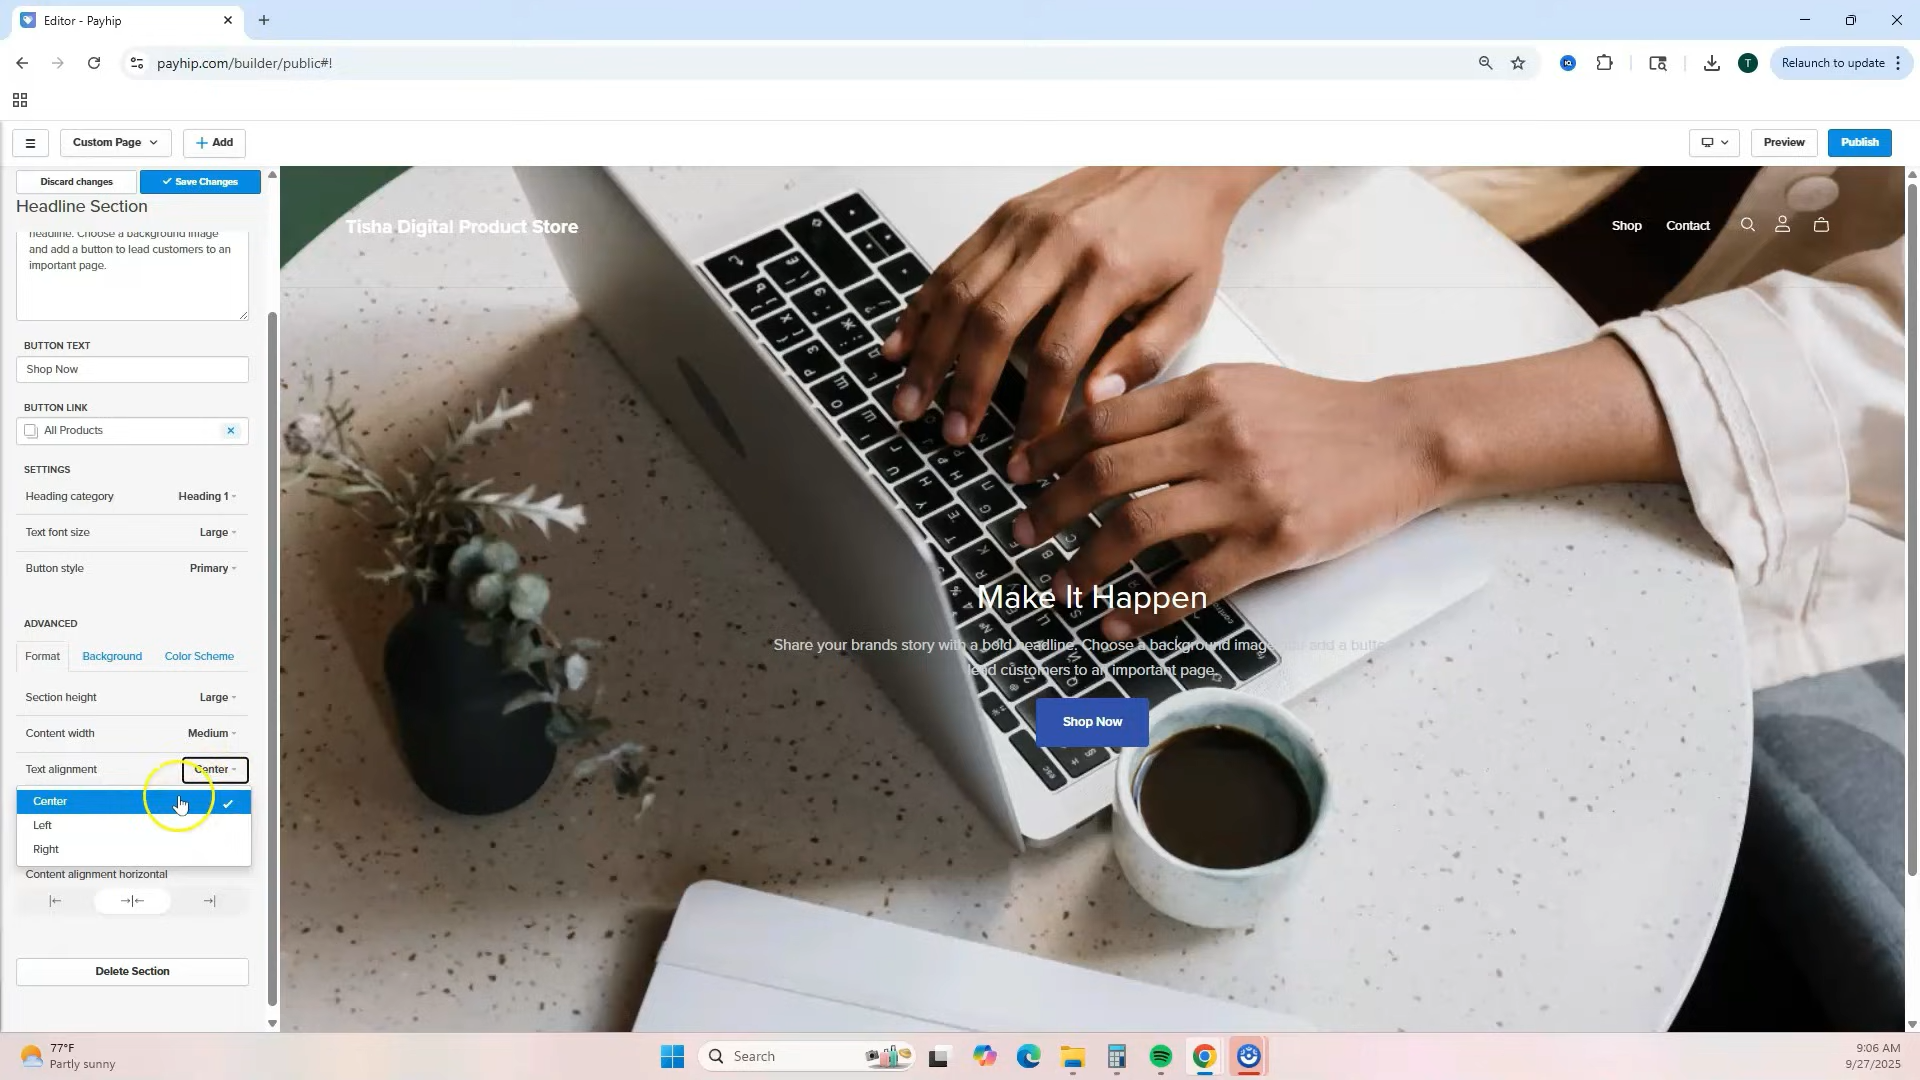 Editor - Payhip
payhip.com/builder/public#!
Relaunch to update
T
Custom Page
Add
Preview
Publish
Discard changes
Save Changes
Headline Section
headline. Choose a background image
and add a button to lead customers to an
important page.
BUTTON TEXT
Shop Now
BUTTON LINK
All Products
SETTINGS
Heading category
Heading 1
Text font size
Large
Button style
Primary
ADVANCED
Format
Background
Color Scheme
Section height
Large
Content width
Medium
Text alignment
Center
Center
Left
Right
Content alignment horizontal
Delete Section
Tisha Digital Product Store
Shop
Contact
Make It Happen
Share your brands story with a bold headline. Choose a background image and add a button
lead customers to an important page.
Shop Now
77°F
Partly sunny
Search
9:06 AM
9/27/2025